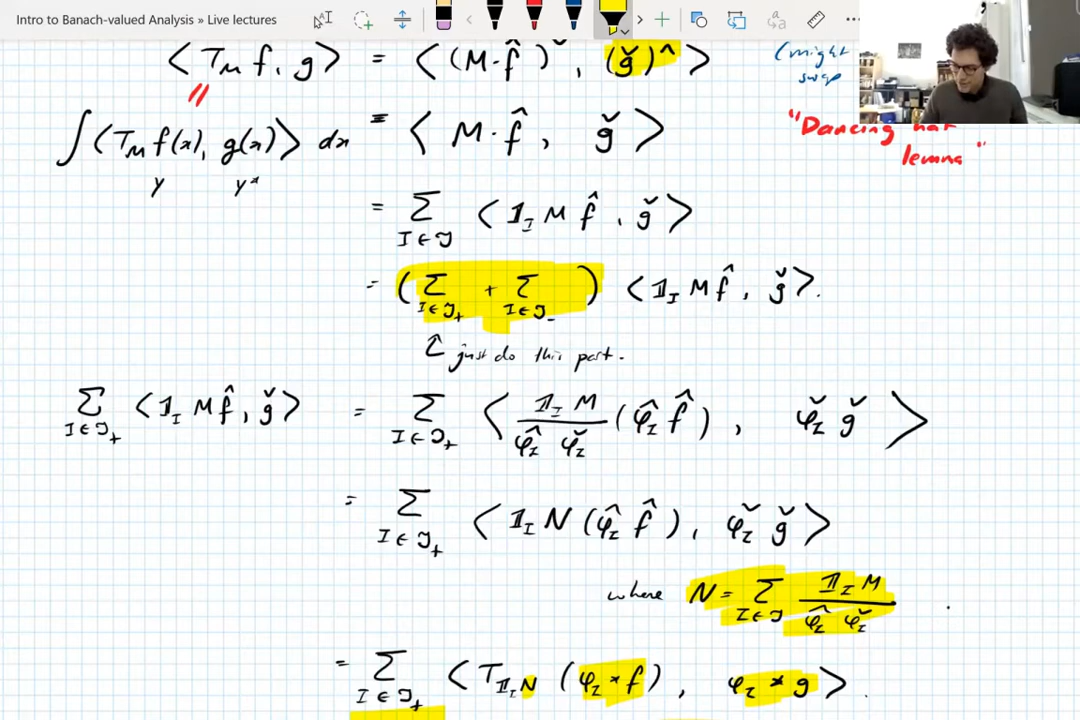 Intro to Banach-valued Analysis » Live lectures
⟨T_M f, g⟩ = ⟨(M·f̂)ˇ, (ǧ)^⟩
(might swap
∫⟨T_M f(x), g(x)⟩ dx = ⟨M·f̂, ǧ⟩
Y Y*
"Dancing hat lemma"
= Σ_{I∈𝒥} ⟨𝟙_I M f̂, ǧ⟩
= (Σ_{I∈𝒥₊} + Σ_{I∈𝒥₋}) ⟨𝟙_I M f̂, ǧ⟩.
↑ just do this part.
Σ_{I∈𝒥₊} ⟨𝟙_I M f̂, ǧ⟩ = Σ_{I∈𝒥₊} ⟨𝟙_I M / (φ̂_I φ̌_I) (φ̂_I f̂), φ̌_I ǧ⟩
= Σ_{I∈𝒥₊} ⟨𝟙_I N (φ̂_I f̂), φ̌_I ǧ⟩
where N = Σ_{I∈𝒥} 𝟙_I M / (φ̂_I φ̌_I).
= Σ_{I∈𝒥₊} ⟨T_{𝟙_I N} (φ_I * f), φ_I * g⟩.